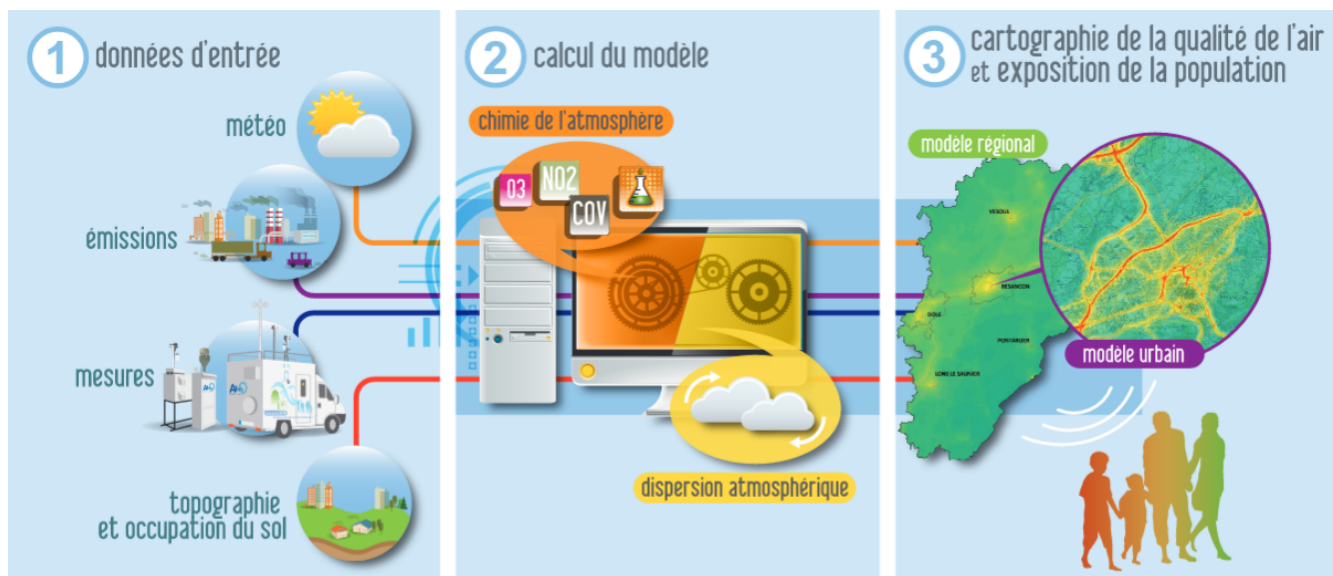 1 données d'entrée
météo
émissions
mesures
topographie
et occupation du sol
2 calcul du modèle
chimie de l'atmosphère
O3
NO2
COV
dispersion atmosphérique
3 cartographie de la qualité de l'air
et exposition de la population
modèle régional
VESOUL
BESANCON
DOLE
PONTARLIER
LONS LE SAUNIER
modèle urbain